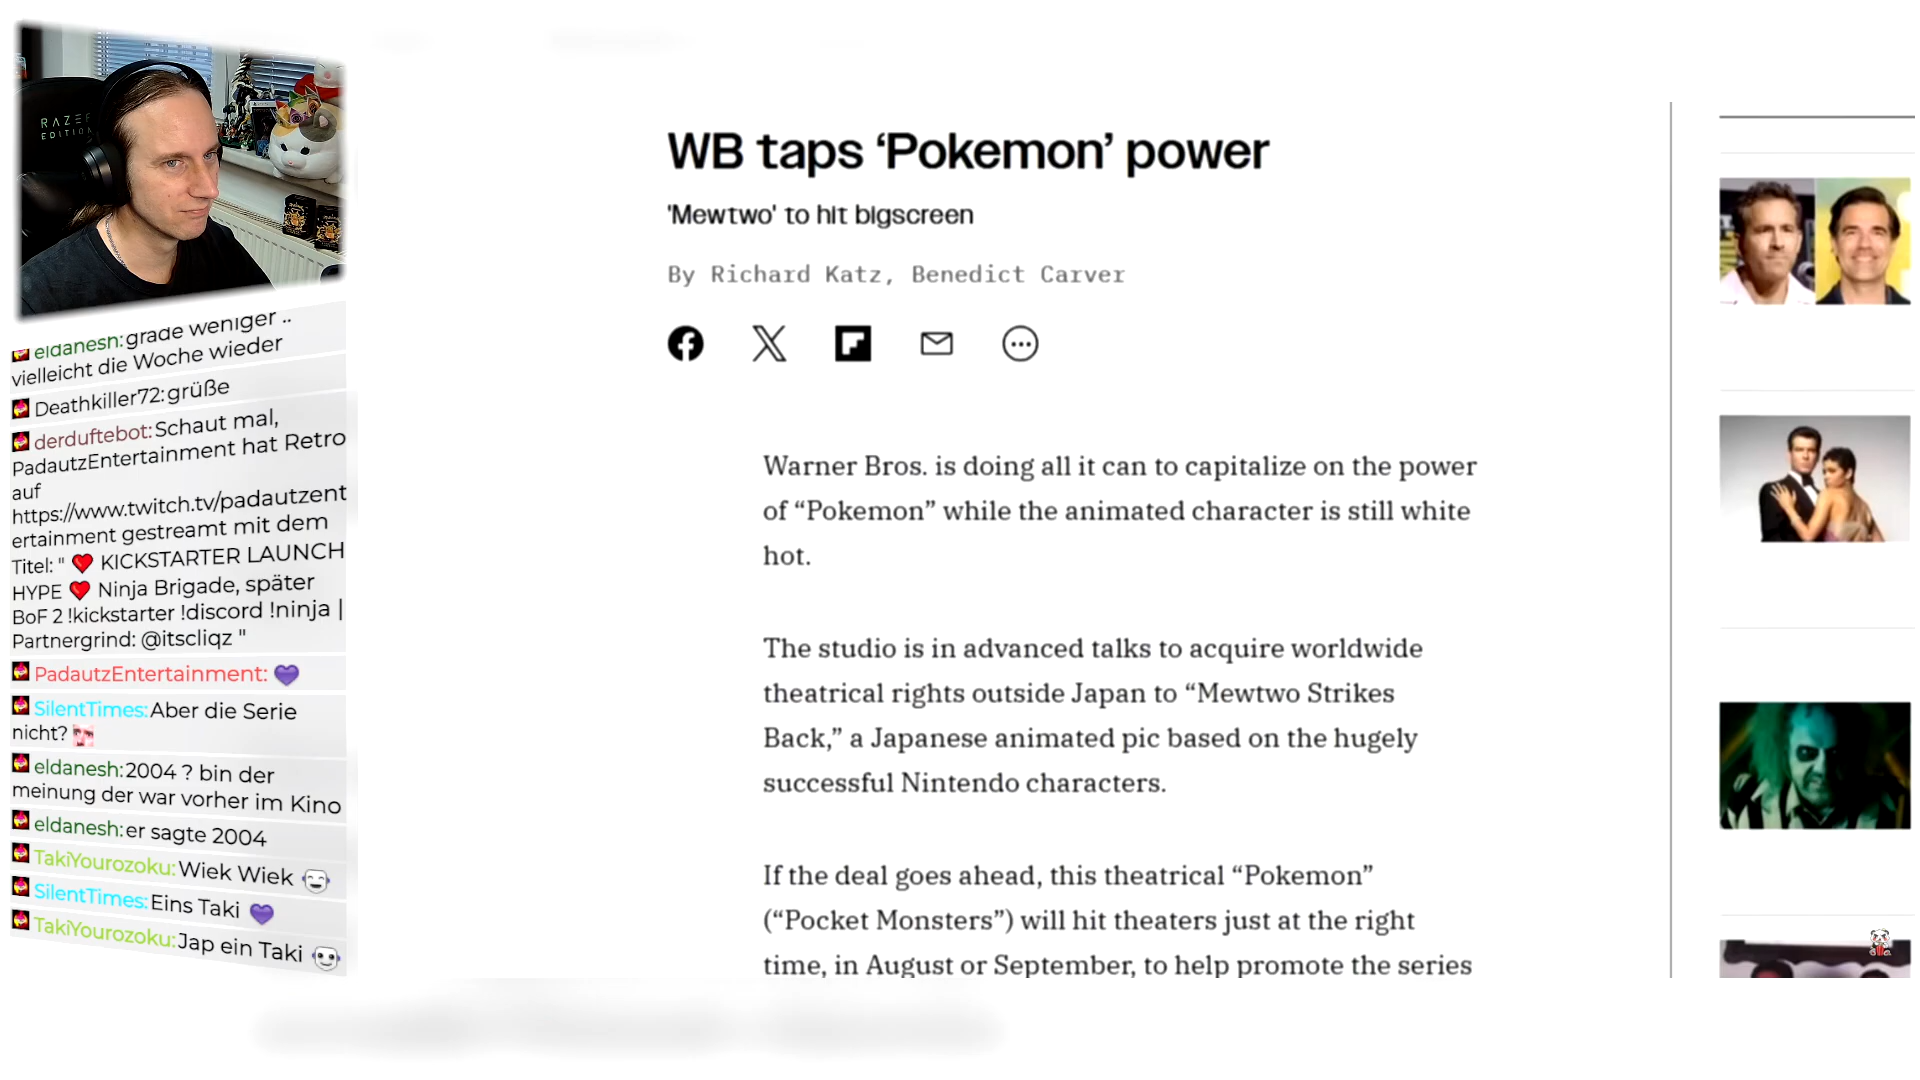 RAZER
EDITION
eldanesh: grade weniger ..
vielleicht die Woche wieder
Deathkiller72: grüße
derduftebot: Schaut mal,
PadautzEntertainment hat Retro
auf
https://www.twitch.tv/padautzent
ertainment gestreamt mit dem
Titel: " ❤️ KICKSTARTER LAUNCH
HYPE ❤️ Ninja Brigade, später
BoF 2 !kickstarter !discord !ninja |
Partnergrind: @itscliqz "
PadautzEntertainment: 💜
SilentTimes: Aber die Serie
nicht?
eldanesh: 2004 ? bin der
meinung der war vorher im Kino
eldanesh: er sagte 2004
TakiYourozoku: Wiek Wiek
SilentTimes: Eins Taki 💜
TakiYourozoku: Jap ein Taki
WB taps ‘Pokemon’ power
'Mewtwo' to hit bigscreen
By Richard Katz, Benedict Carver
Warner Bros. is doing all it can to capitalize on the power
of “Pokemon” while the animated character is still white
hot.
The studio is in advanced talks to acquire worldwide
theatrical rights outside Japan to “Mewtwo Strikes
Back,” a Japanese animated pic based on the hugely
successful Nintendo characters.
If the deal goes ahead, this theatrical “Pokemon”
(“Pocket Monsters”) will hit theaters just at the right
time, in August or September, to help promote the series